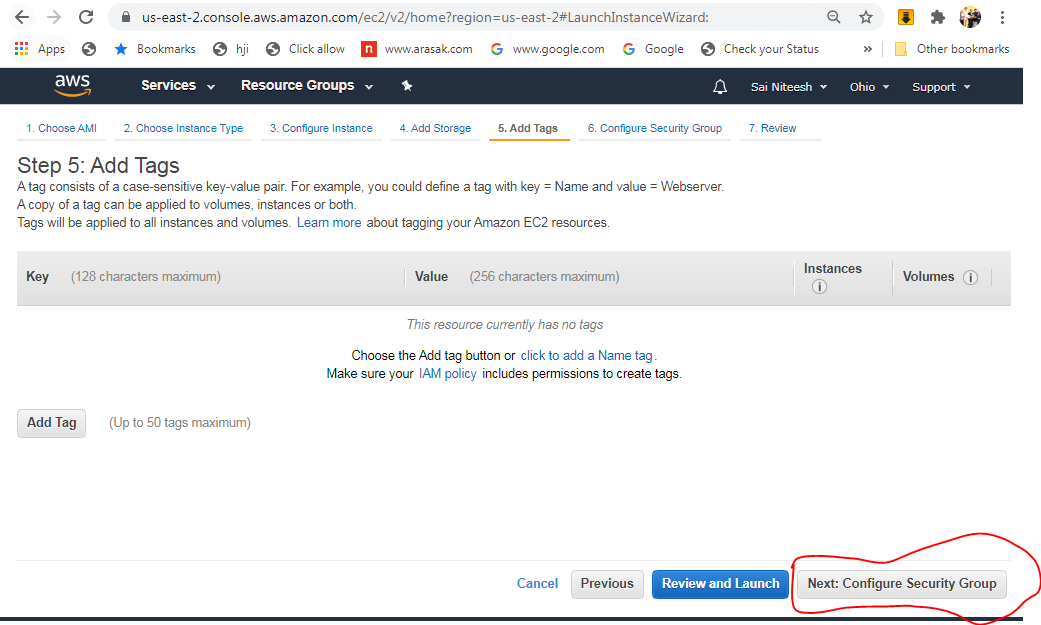 us-east-2.console.aws.amazon.com/ec2/v2/home?region=us-east-2#LaunchInstanceWizard:
Apps Bookmarks hji Click allow n www.arasak.com G www.google.com G Google Check your Status » Other bookmarks
aws Services Resource Groups Sai Niteesh Ohio Support
1. Choose AMI 2. Choose Instance Type 3. Configure Instance 4. Add Storage 5. Add Tags 6. Configure Security Group 7. Review
Step 5: Add Tags
A tag consists of a case-sensitive key-value pair. For example, you could define a tag with key = Name and value = Webserver.
A copy of a tag can be applied to volumes, instances or both.
Tags will be applied to all instances and volumes. Learn more about tagging your Amazon EC2 resources.
Key (128 characters maximum) Value (256 characters maximum) Instances i Volumes i
This resource currently has no tags
Choose the Add tag button or click to add a Name tag.
Make sure your IAM policy includes permissions to create tags.
Add Tag (Up to 50 tags maximum)
Cancel Previous Review and Launch Next: Configure Security Group